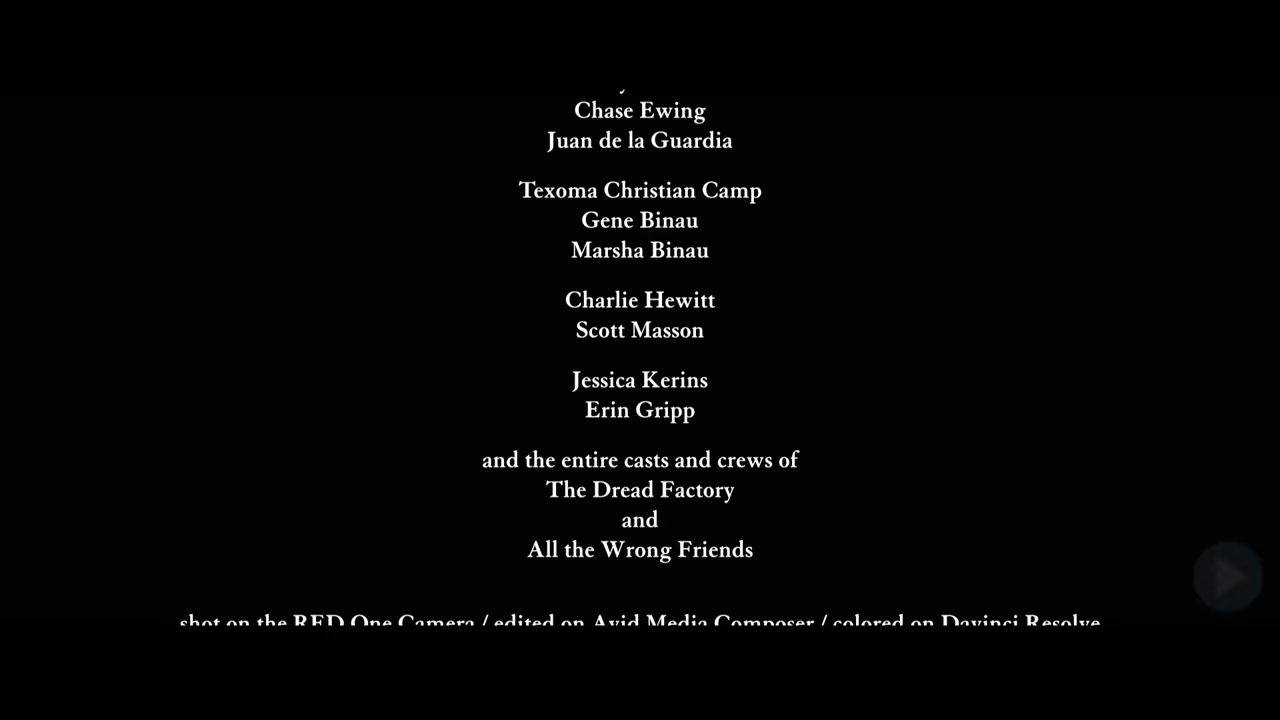 Chase Ewing
Juan de la Guardia
Texoma Christian Camp
Gene Binau
Marsha Binau
Charlie Hewitt
Scott Masson
Jessica Kerins
Erin Gripp
and the entire casts and crews of
The Dread Factory
and
All the Wrong Friends
shot on the RED One Camera / edited on Avid Media Composer / colored on Davinci Resolve